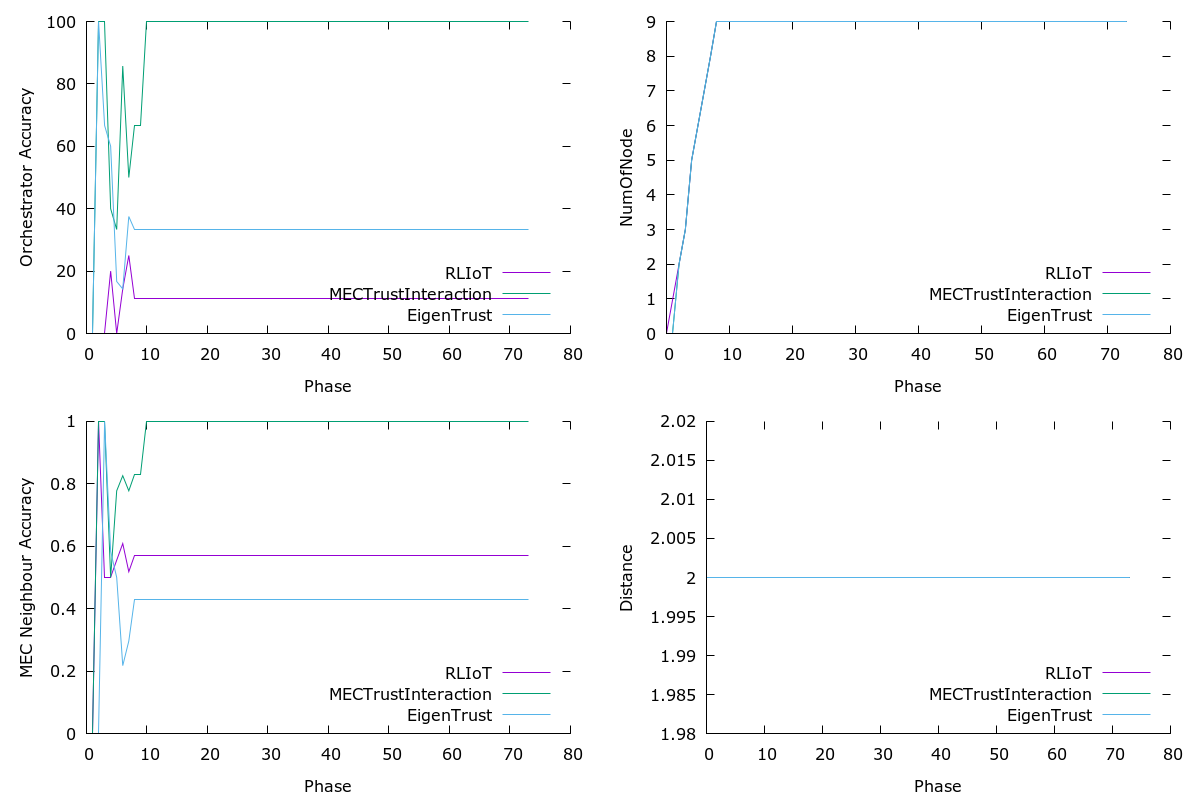 100
80
60
40
20
0
Orchestrator Accuracy
RLIoT
MECTrustInteraction
EigenTrust
0 10 20 30 40 50 60 70 80
Phase
9
8
7
6
5
4
3
2
1
0
NumOfNode
RLIoT
MECTrustInteraction
EigenTrust
0 10 20 30 40 50 60 70 80
Phase
1
0.8
0.6
0.4
0.2
0
MEC Neighbour Accuracy
RLIoT
MECTrustInteraction
EigenTrust
0 10 20 30 40 50 60 70 80
Phase
2.02
2.015
2.01
2.005
2
1.995
1.99
1.985
1.98
Distance
RLIoT
MECTrustInteraction
EigenTrust
0 10 20 30 40 50 60 70 80
Phase